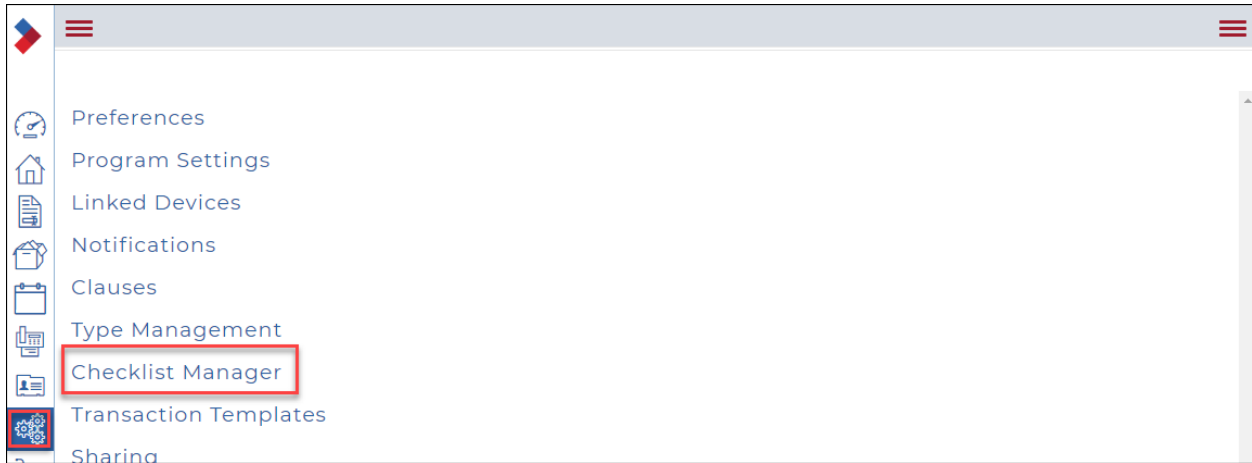 Preferences
Program Settings
Linked Devices
Notifications
Clauses
Type Management
Checklist Manager
Transaction Templates
Sharing